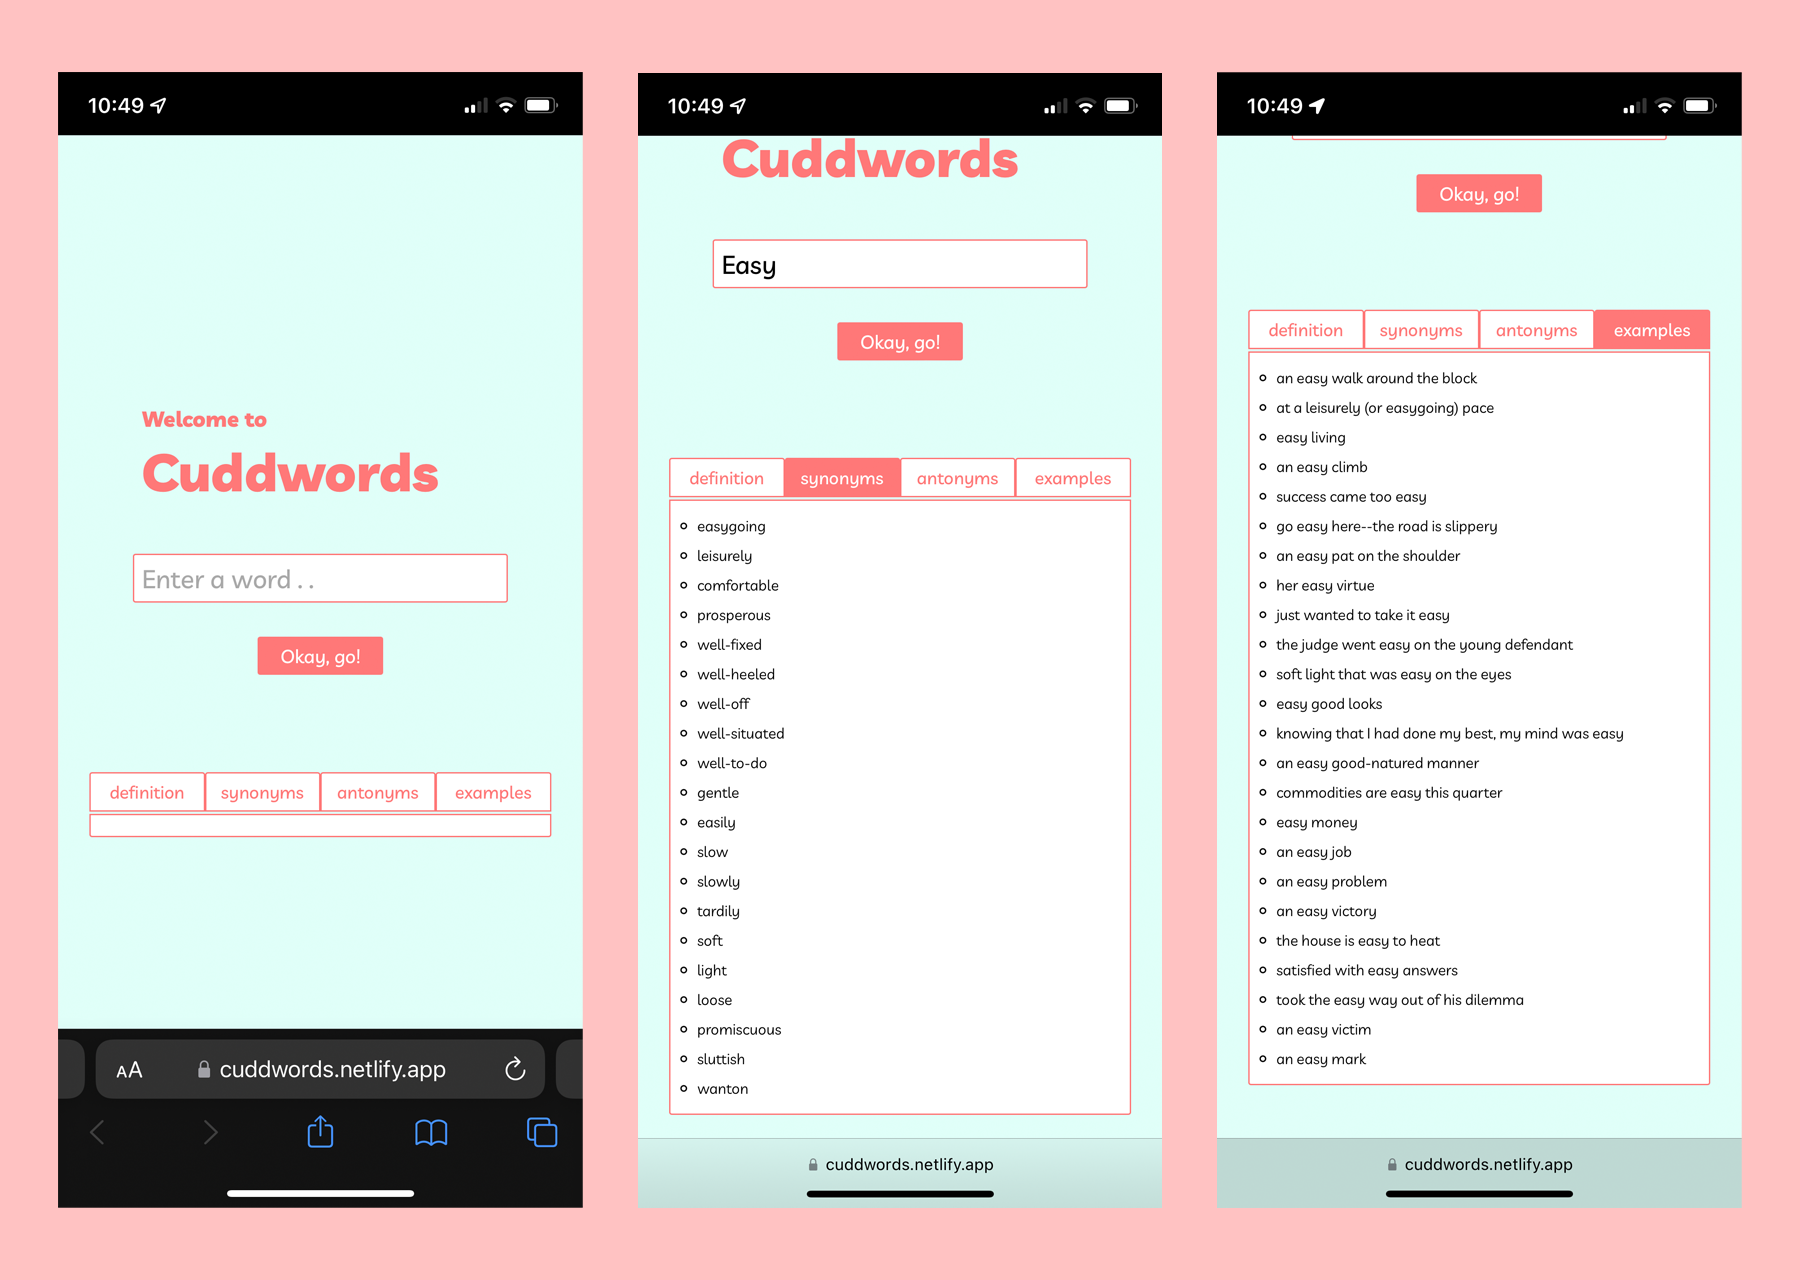 10:49
Welcome to
Cuddwords
Enter a word . .
Okay, go!
definition synonyms antonyms examples
AA cuddwords.netlify.app
10:49
Cuddwords
Easy
Okay, go!
definition synonyms antonyms examples
easygoing
leisurely
comfortable
prosperous
well-fixed
well-heeled
well-off
well-situated
well-to-do
gentle
easily
slow
slowly
tardily
soft
light
loose
promiscuous
sluttish
wanton
cuddwords.netlify.app
10:49
Okay, go!
definition synonyms antonyms examples
an easy walk around the block
at a leisurely (or easygoing) pace
easy living
an easy climb
success came too easy
go easy here--the road is slippery
an easy pat on the shoulder
her easy virtue
just wanted to take it easy
the judge went easy on the young defendant
soft light that was easy on the eyes
easy good looks
knowing that I had done my best, my mind was easy
an easy good-natured manner
commodities are easy this quarter
easy money
an easy job
an easy problem
an easy victory
the house is easy to heat
satisfied with easy answers
took the easy way out of his dilemma
an easy victim
an easy mark
cuddwords.netlify.app